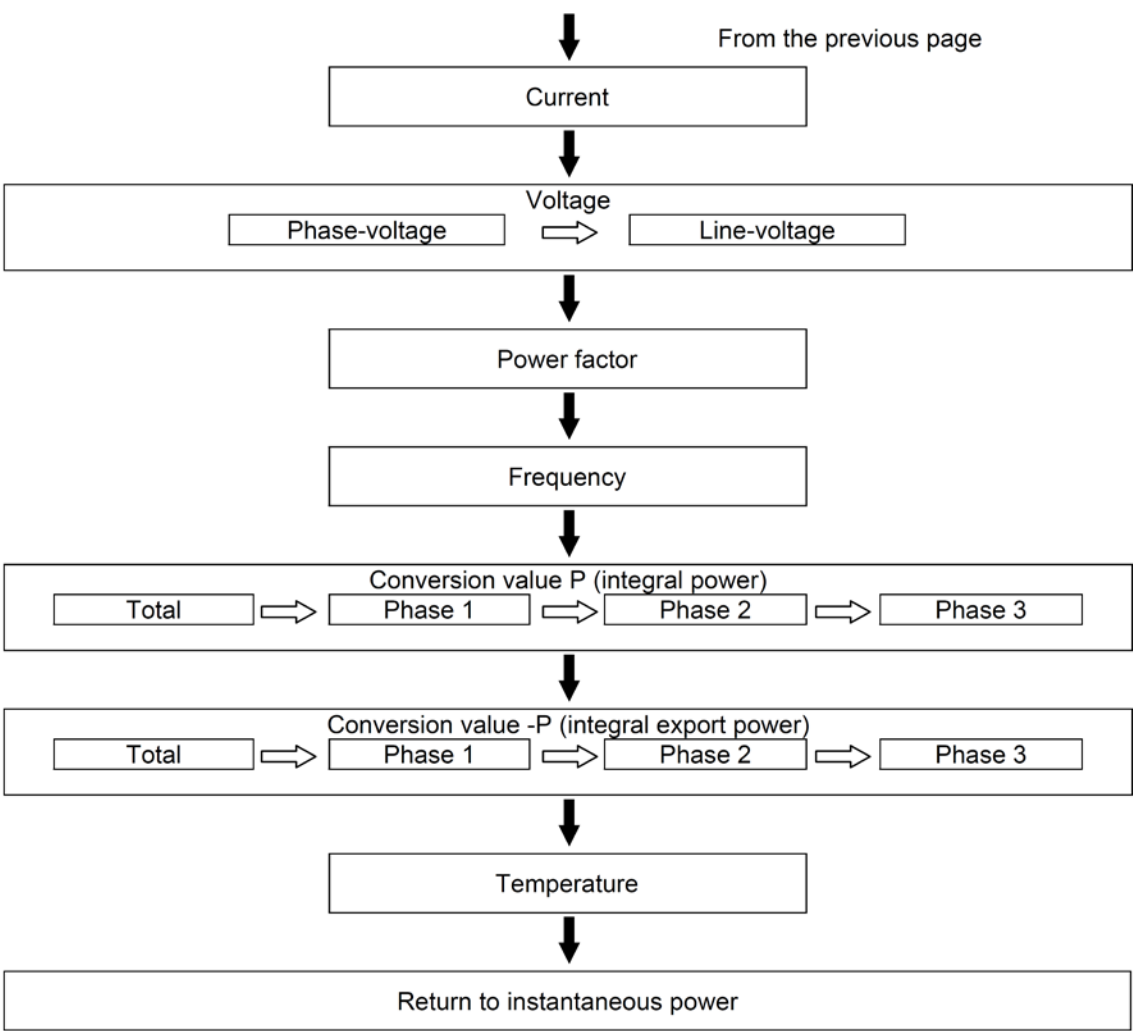 From the previous page
Current
Voltage
Phase-voltage
Line-voltage
Power factor
Frequency
Conversion value P (integral power)
Total
Phase 1
Phase 2
Phase 3
Conversion value -P (integral export power)
Total
Phase 1
Phase 2
Phase 3
Temperature
Return to instantaneous power